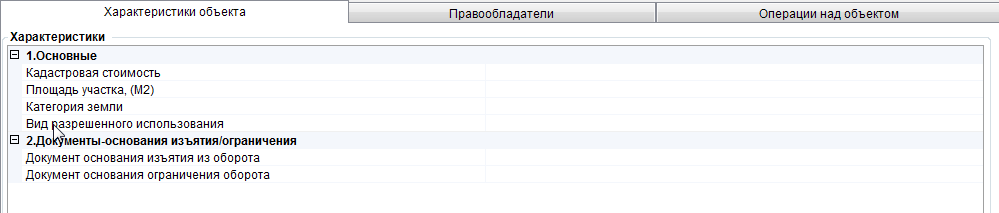 Характеристики объекта
Правообладатели
Операции над объектом
Характеристики
1.Основные
Кадастровая стоимость
Площадь участка, (М2)
Категория земли
Вид разрешенного использования
2.Документы-основания изъятия/ограничения
Документ основания изъятия из оборота
Документ основания ограничения оборота